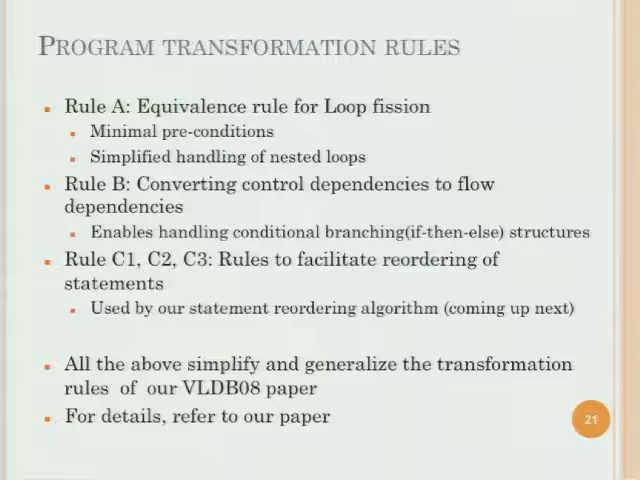 PROGRAM TRANSFORMATION RULES
Rule A: Equivalence rule for Loop fission
Minimal pre-conditions
Simplified handling of nested loops
Rule B: Converting control dependencies to flow
dependencies
Enables handling conditional branching(if-then-else) structures
Rule C1, C2, C3: Rules to facilitate reordering of
statements
Used by our statement reordering algorithm (coming up next)
All the above simplify and generalize the transformation
rules of our VLDB08 paper
For details, refer to our paper
21